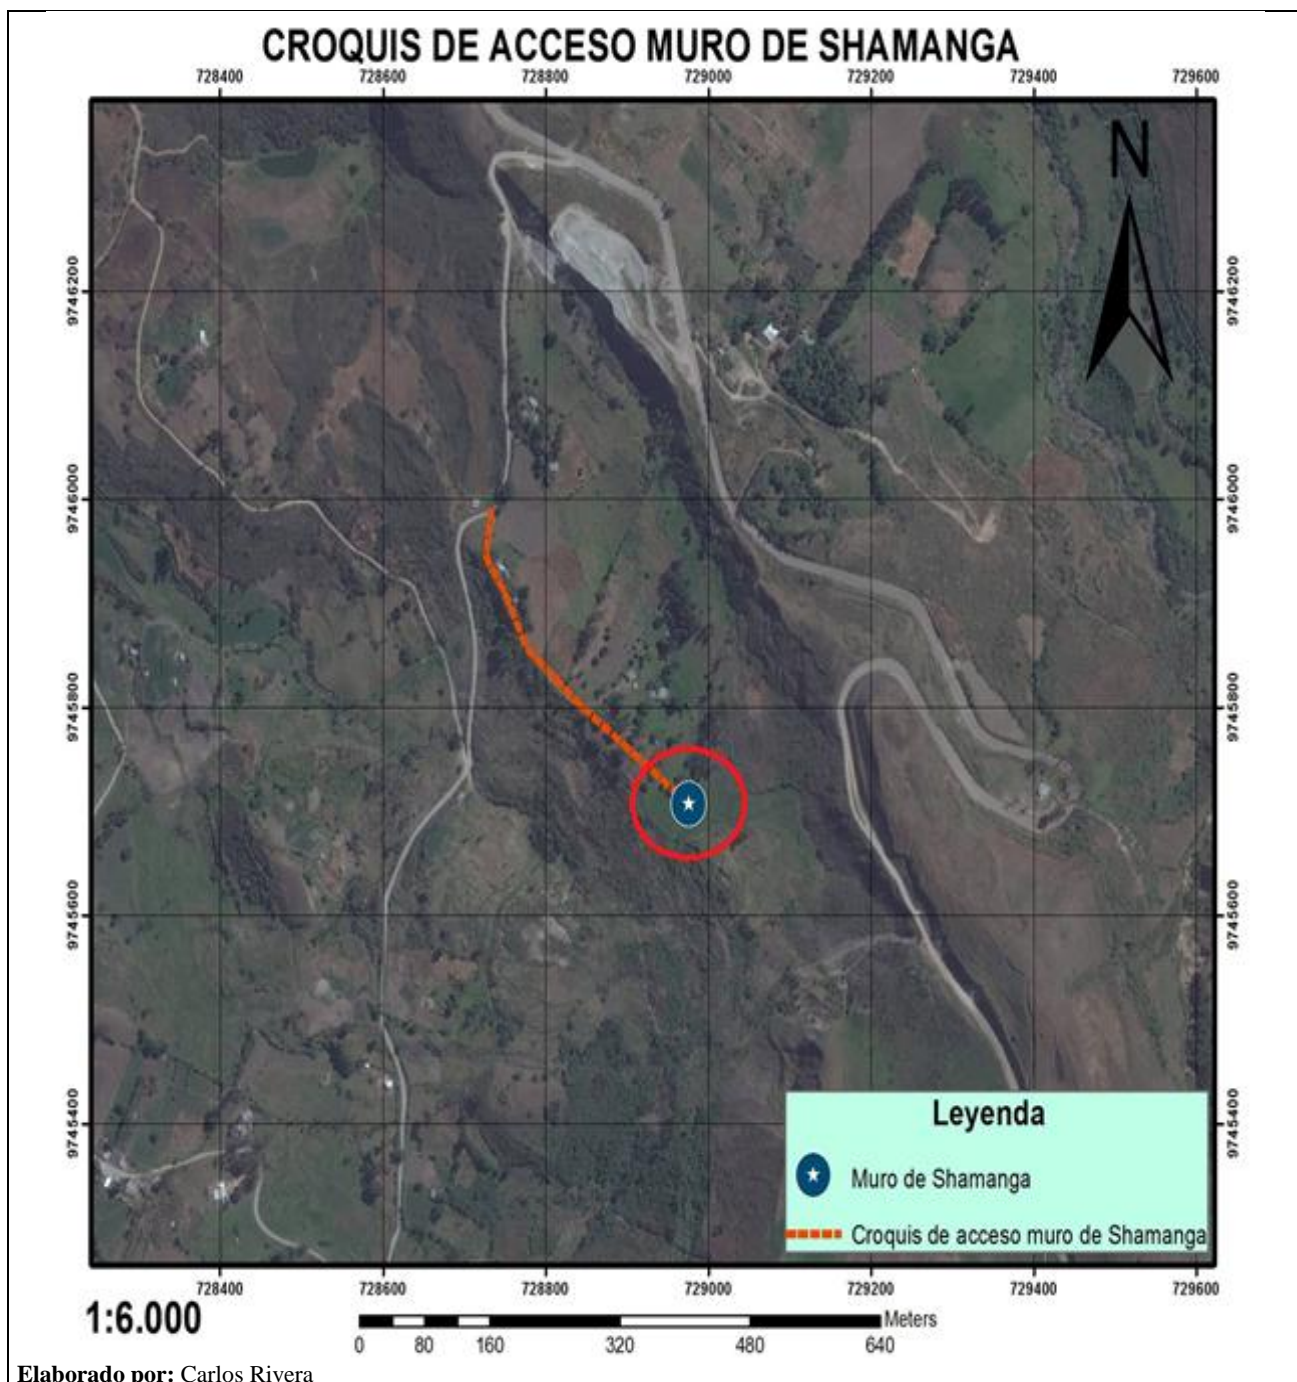 CROQUIS DE ACCESO MURO DE SHAMANGA
728400 728600 728800 729000 729200 729400 729600
N
9746200 9746200
9746000 9746000
9745800 9745800
9745600 9745600
9745400 9745400
Leyenda
Muro de Shamanga
Croquis de acceso muro de Shamanga
728400 728600 728800 729000 729200 729400 729600
1:6.000
Meters
0 80 160 320 480 640
Elaborado por: Carlos Rivera